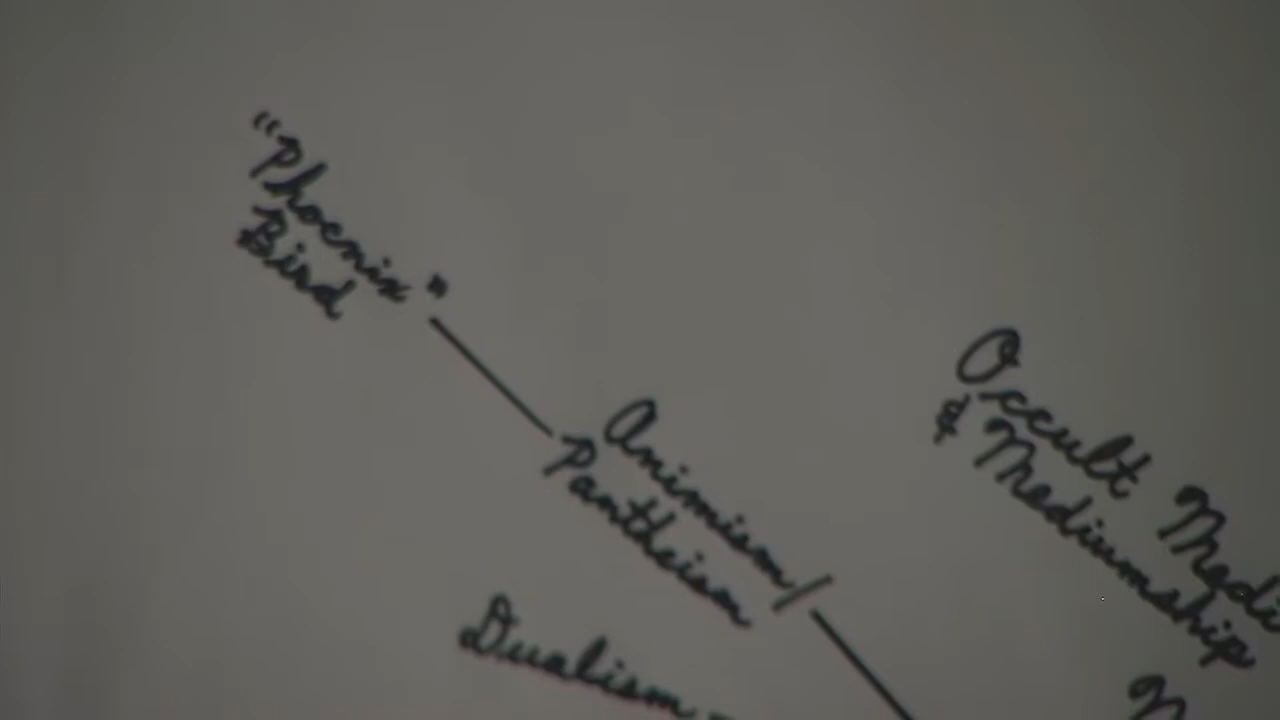 "Phoenix"
Bird
Animism/
Pantheism
Occult Medi
& Mediumship
Dualism -